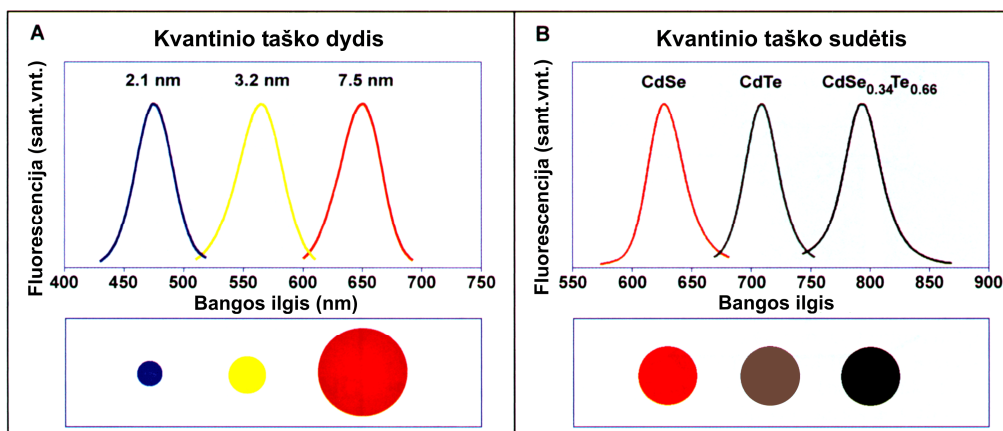 A
Kvantinio taško dydis
2.1 nm 3.2 nm 7.5 nm
Fluorescencija (sant.vnt.)
400 450 500 550 600 650 700 750
Bangos ilgis (nm)
B
Kvantinio taško sudėtis
CdSe CdTe CdSe0.34Te0.66
Fluorescencija (sant.vnt.)
550 600 650 700 750 800 850 900
Bangos ilgis